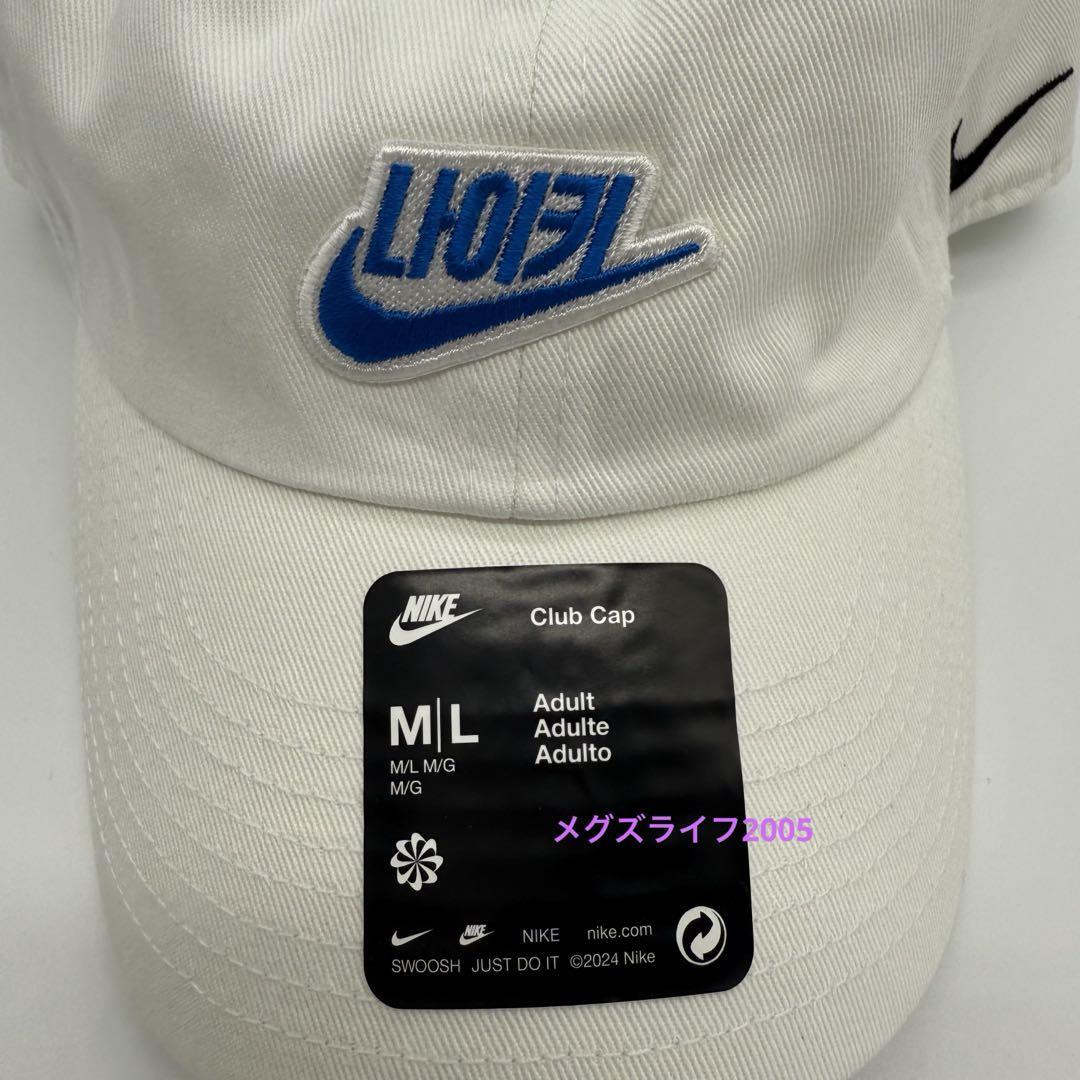 나이키
NIKE
Club Cap
M|L
M/L M/G
M/G
Adult
Adulte
Adulto
メグズライフ2005
NIKE NIKE nike.com
SWOOSH JUST DO IT ©2024 Nike